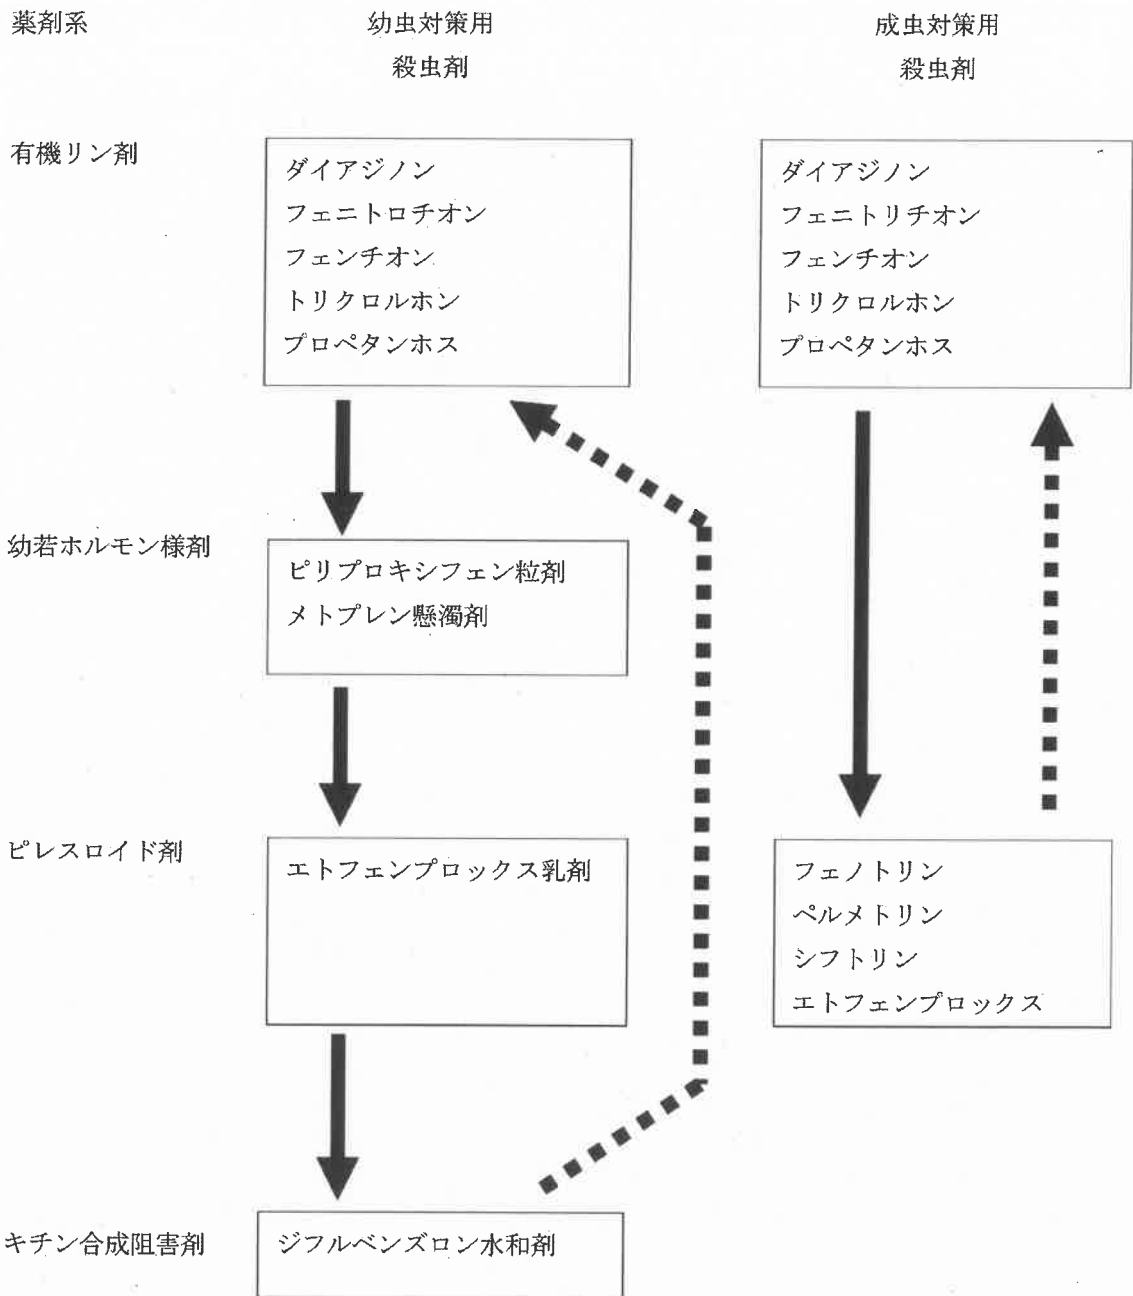 薬剤系
幼虫対策用
殺虫剤
成虫対策用
殺虫剤
有機リン剤
ダイアジノン
フェニトロチオン
フェンチオン
トリクロルホン
プロペタンホス
ダイアジノン
フェニトリチオン
フェンチオン
トリクロルホン
プロペタンホス
幼若ホルモン様剤
ピリプロキシフェン粒剤
メトプレン懸濁剤
ピレスロイド剤
エトフェンプロックス乳剤
フェノトリン
ペルメトリン
シフトリン
エトフェンプロックス
キチン合成阻害剤
ジフルベンズロン水和剤